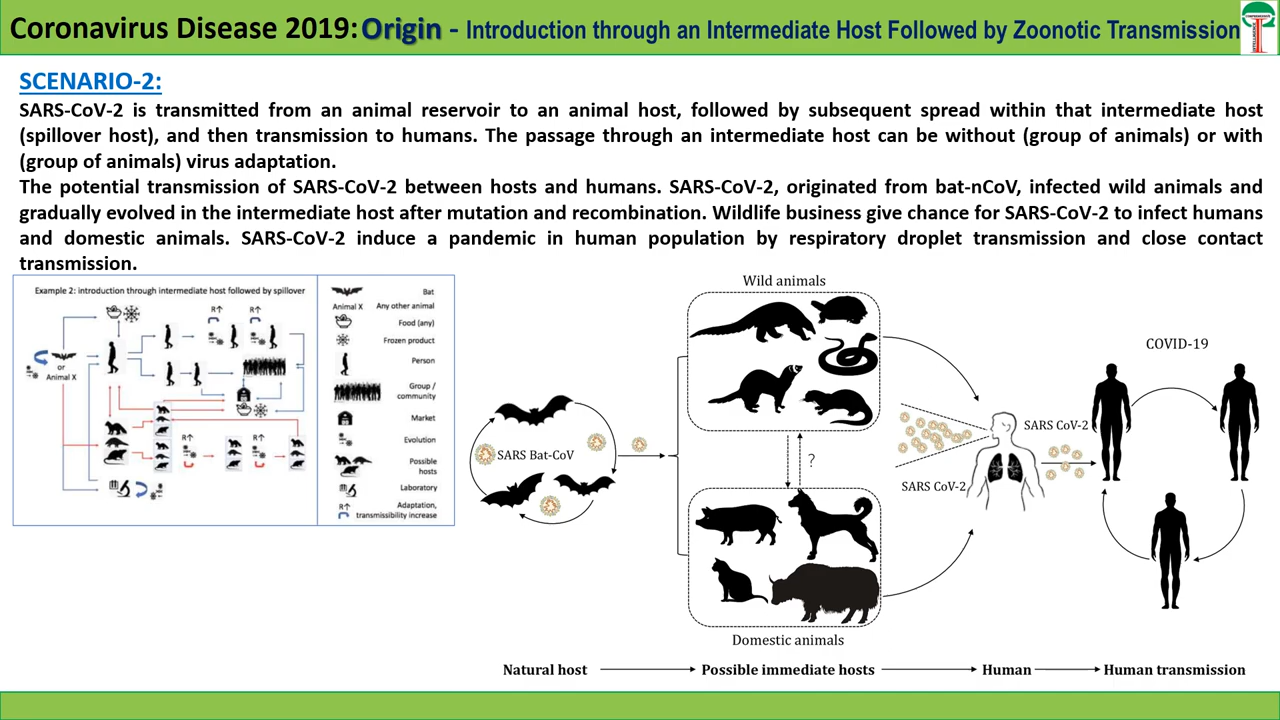 Coronavirus Disease 2019: Origin - Introduction through an Intermediate Host Followed by Zoonotic Transmission
SCENARIO-2:
SARS-CoV-2 is transmitted from an animal reservoir to an animal host, followed by subsequent spread within that intermediate host
(spillover host), and then transmission to humans. The passage through an intermediate host can be without (group of animals) or with
(group of animals) virus adaptation.
The potential transmission of SARS-CoV-2 between hosts and humans. SARS-CoV-2, originated from bat-nCoV, infected wild animals and
gradually evolved in the intermediate host after mutation and recombination. Wildlife business give chance for SARS-CoV-2 to infect humans
and domestic animals. SARS-CoV-2 induce a pandemic in human population by respiratory droplet transmission and close contact
transmission.
Example 2: introduction through intermediate host followed by spillover
R↑
R↑
R↑
or
Animal X
R↑
R↑
Bat
Animal X Any other animal
Food (any)
Frozen product
Person
Group /
community
Market
Evolution
Possible
hosts
Laboratory
R↑ Adaptation,
transmissibility increase
Wild animals
SARS Bat-CoV
?
Domestic animals
SARS CoV-2
SARS CoV-2
COVID-19
Natural host
Possible immediate hosts
Human
Human transmission